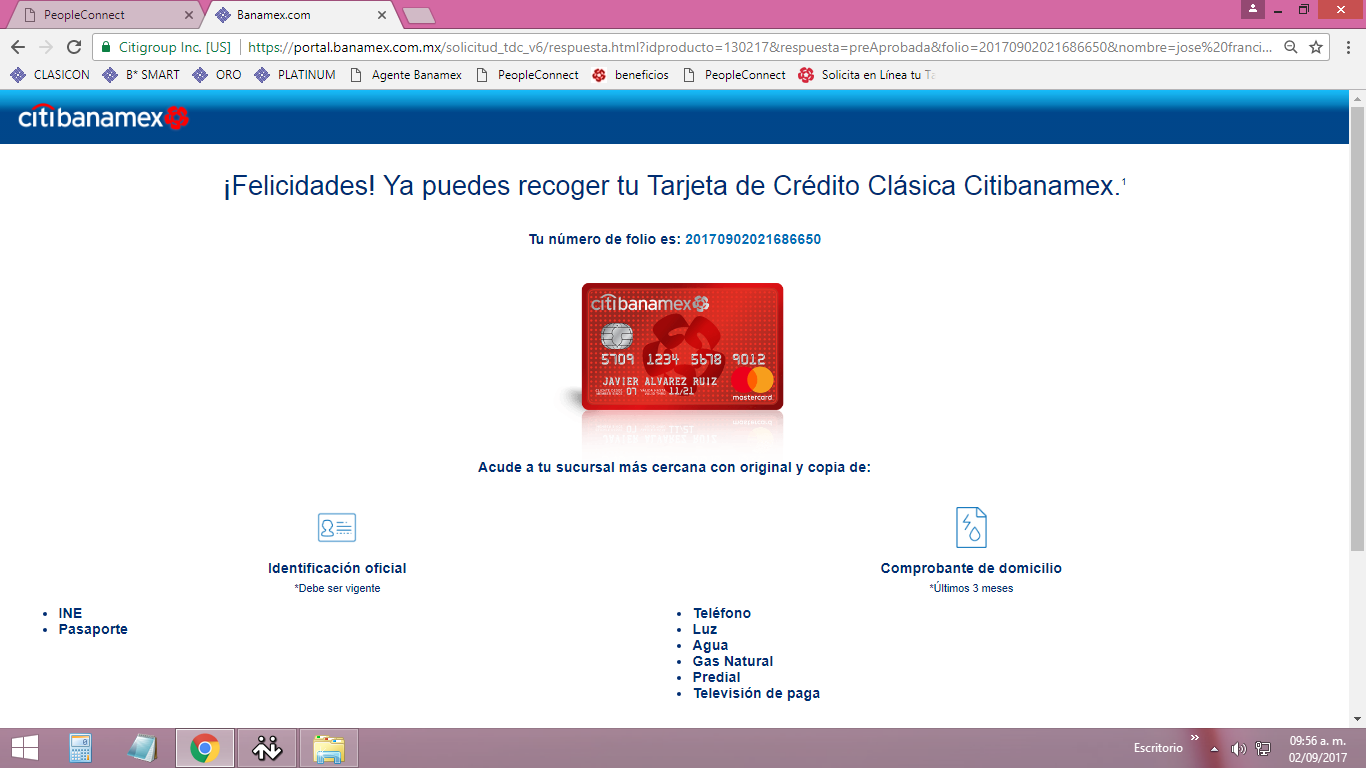 PeopleConnect
Banamex.com
Citigroup Inc. [US]
https://portal.banamex.com.mx/solicitud_tdc_v6/respuesta.html?idproducto=130217&respuesta=preAprobada&folio=20170902021686650&nombre=jose%20franci...
CLASICON
B* SMART
ORO
PLATINUM
Agente Banamex
PeopleConnect
beneficios
PeopleConnect
Solicita en Línea tu Ta
citibanamex
¡Felicidades! Ya puedes recoger tu Tarjeta de Crédito Clásica Citibanamex.1
Tu número de folio es: 20170902021686650
citibanamex
5709 1234 5678 9012
JAVIER ALVAREZ RUIZ
07 11/21
mastercard
Acude a tu sucursal más cercana con original y copia de:
Identificación oficial
*Debe ser vigente
• INE
• Pasaporte
Comprobante de domicilio
*Últimos 3 meses
• Teléfono
• Luz
• Agua
• Gas Natural
• Predial
• Televisión de paga
Escritorio
09:56 a. m.
02/09/2017